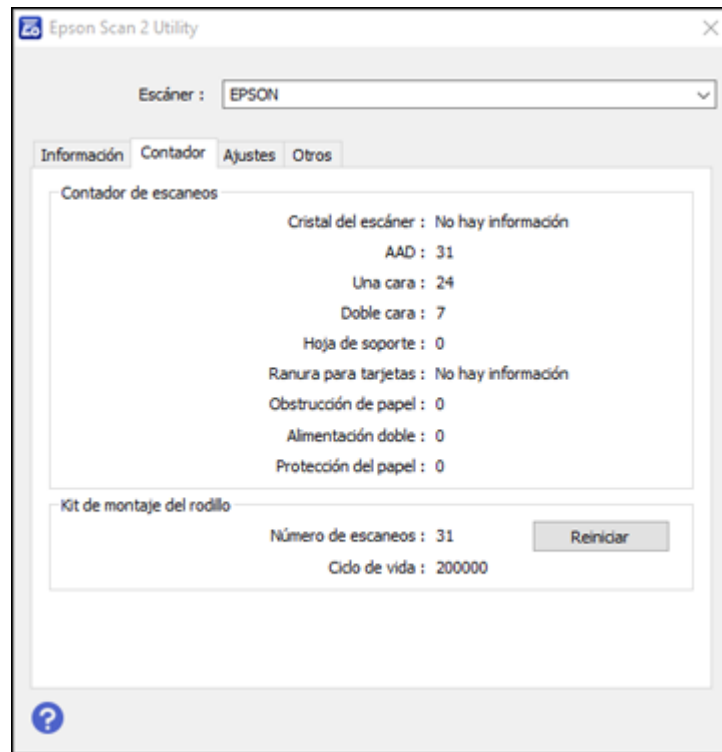 Epson Scan 2 Utility
Escáner : EPSON
Información Contador Ajustes Otros
Contador de escaneos
Cristal del escáner : No hay información
AAD : 31
Una cara : 24
Doble cara : 7
Hoja de soporte : 0
Ranura para tarjetas : No hay información
Obstrucción de papel : 0
Alimentación doble : 0
Protección del papel : 0
Kit de montaje del rodillo
Número de escaneos : 31 Reiniciar
Ciclo de vida : 200000
?